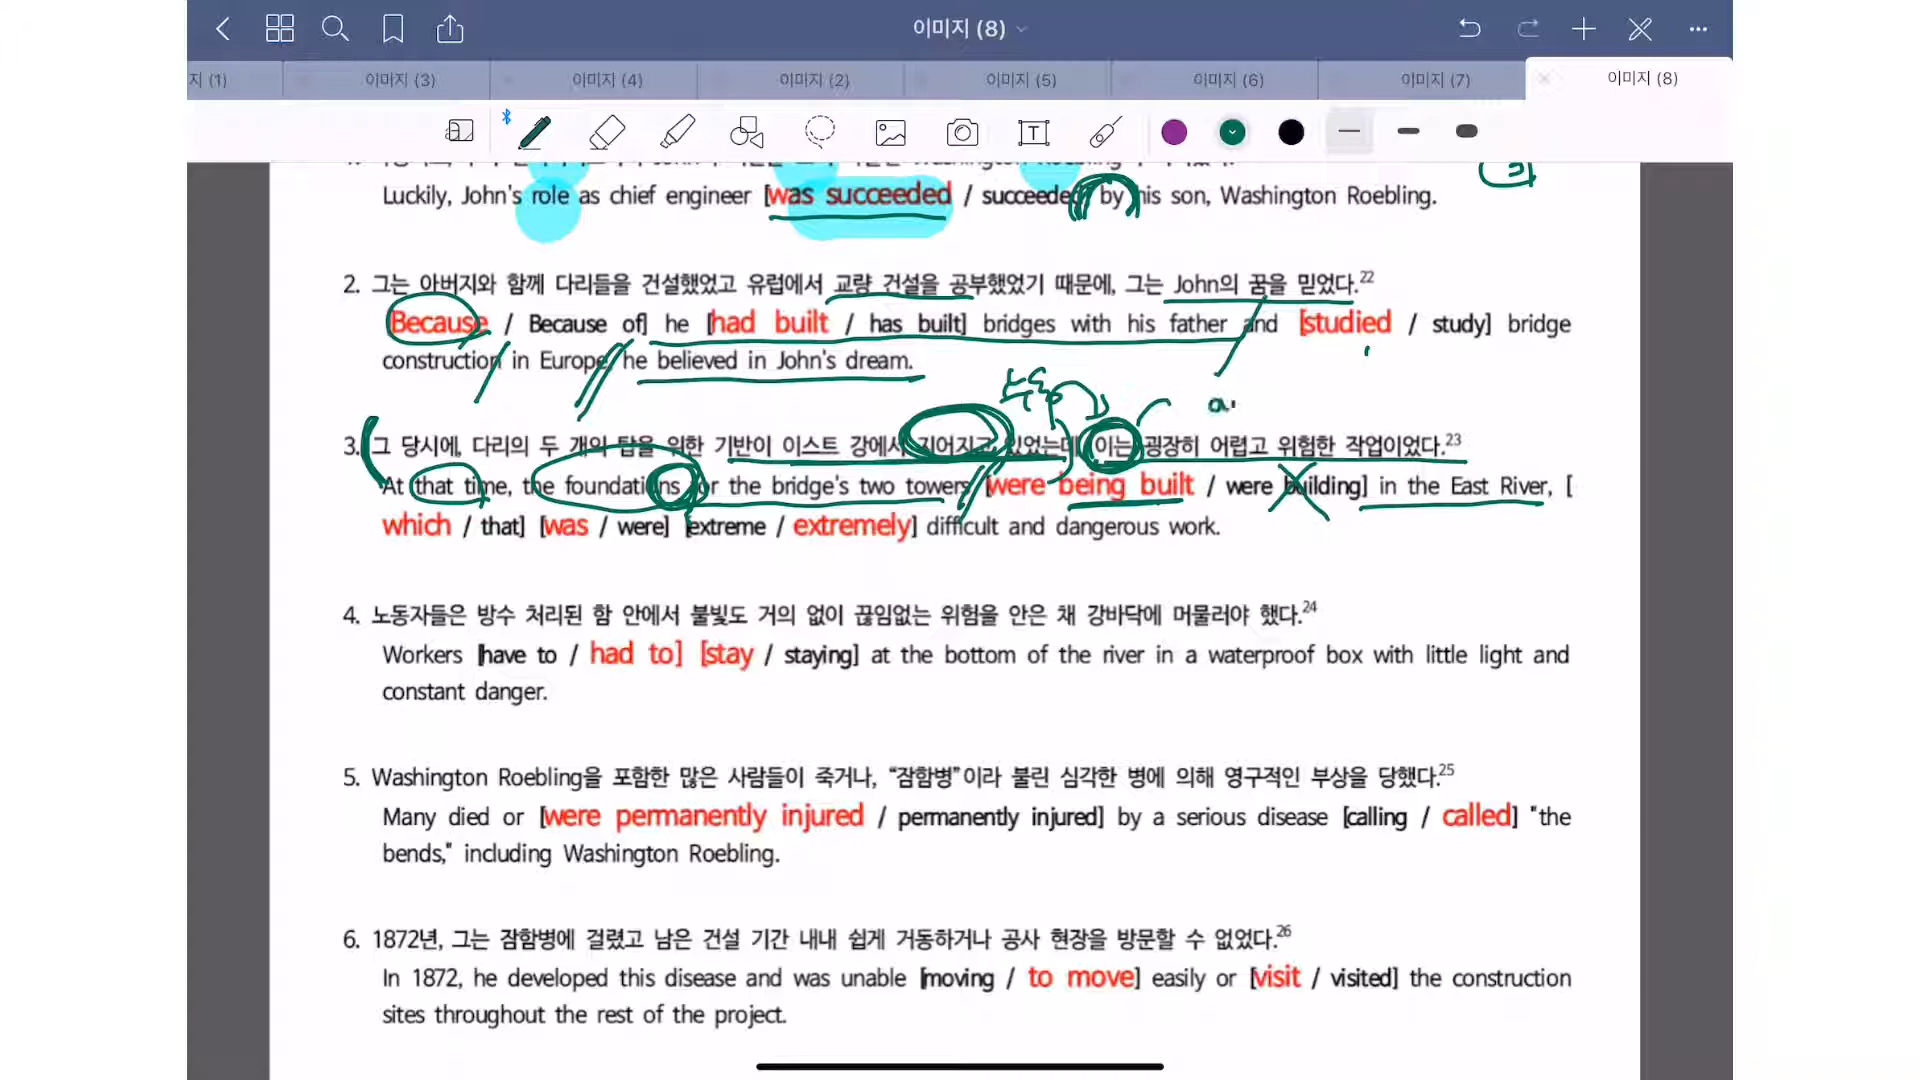 이미지 (8)
지 (1) 이미지 (3) 이미지 (4) 이미지 (2) 이미지 (5) 이미지 (6) 이미지 (7) 이미지 (8)
Luckily, John's role as chief engineer [was succeeded / succeeded] by his son, Washington Roebling.
2. 그는 아버지와 함께 다리들을 건설했었고 유럽에서 교량 건설을 공부했었기 때문에, 그는 John의 꿈을 믿었다.22
Because / Because of] he [had built / has built] bridges with his father and [studied / study] bridge
construction in Europe, he believed in John's dream.
수동
3. 그 당시에, 다리의 두 개의 탑을 위한 기반이 이스트 강에서 지어지고 있었는데, 이는 굉장히 어렵고 위험한 작업이었다.23
At that time, the foundations for the bridge's two towers [were being built / were building] in the East River, [
which / that] [was / were] [extreme / extremely] difficult and dangerous work.
4. 노동자들은 방수 처리된 함 안에서 불빛도 거의 없이 끊임없는 위험을 안은 채 강바닥에 머물러야 했다.24
Workers [have to / had to] [stay / staying] at the bottom of the river in a waterproof box with little light and
constant danger.
5. Washington Roebling을 포함한 많은 사람들이 죽거나, “잠함병”이라 불린 심각한 병에 의해 영구적인 부상을 당했다.25
Many died or [were permanently injured / permanently injured] by a serious disease [calling / called] "the
bends," including Washington Roebling.
6. 1872년, 그는 잠함병에 걸렸고 남은 건설 기간 내내 쉽게 거동하거나 공사 현장을 방문할 수 없었다.26
In 1872, he developed this disease and was unable [moving / to move] easily or [visit / visited] the construction
sites throughout the rest of the project.